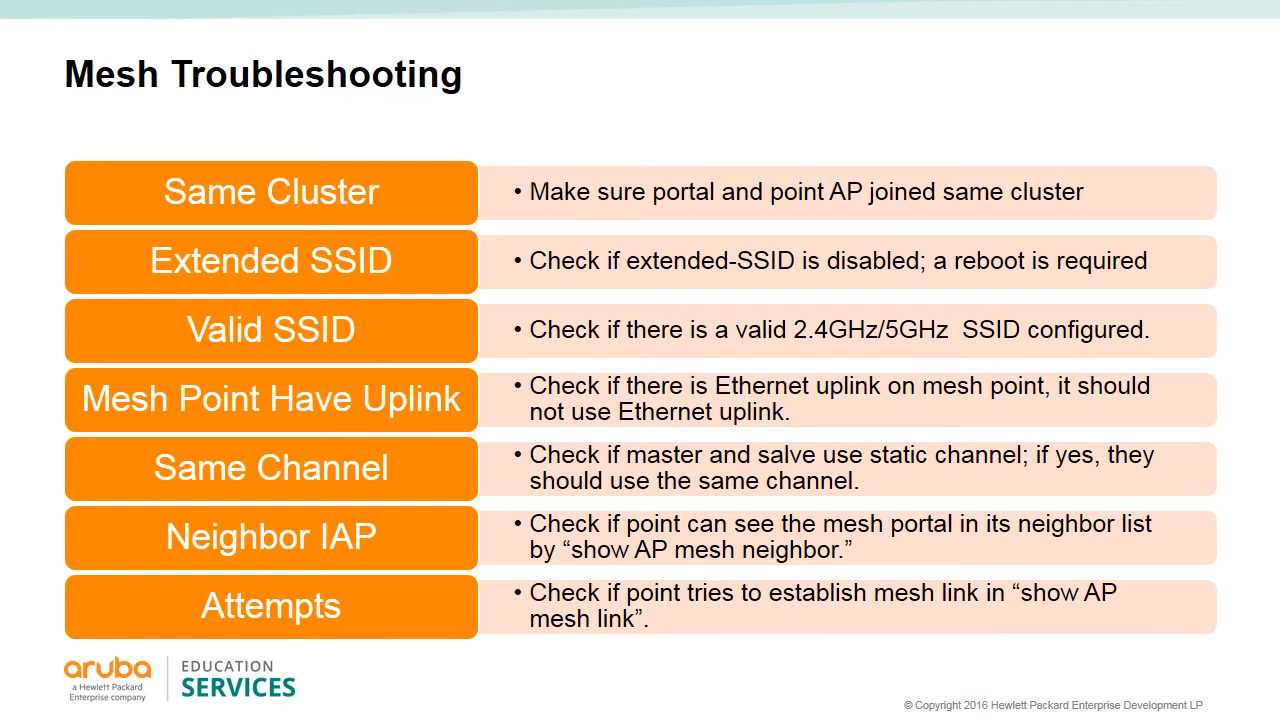 Mesh Troubleshooting
Same Cluster
• Make sure portal and point AP joined same cluster
Extended SSID
• Check if extended-SSID is disabled; a reboot is required
Valid SSID
• Check if there is a valid 2.4GHz/5GHz  SSID configured.
Mesh Point Have Uplink
• Check if there is Ethernet uplink on mesh point, it should
not use Ethernet uplink.
Same Channel
• Check if master and salve use static channel; if yes, they
should use the same channel.
Neighbor IAP
• Check if point can see the mesh portal in its neighbor list
by “show AP mesh neighbor.”
Attempts
• Check if point tries to establish mesh link in “show AP
mesh link”.
aruba
a Hewlett Packard
Enterprise company
EDUCATION
SERVICES
© Copyright 2016 Hewlett Packard Enterprise Development LP